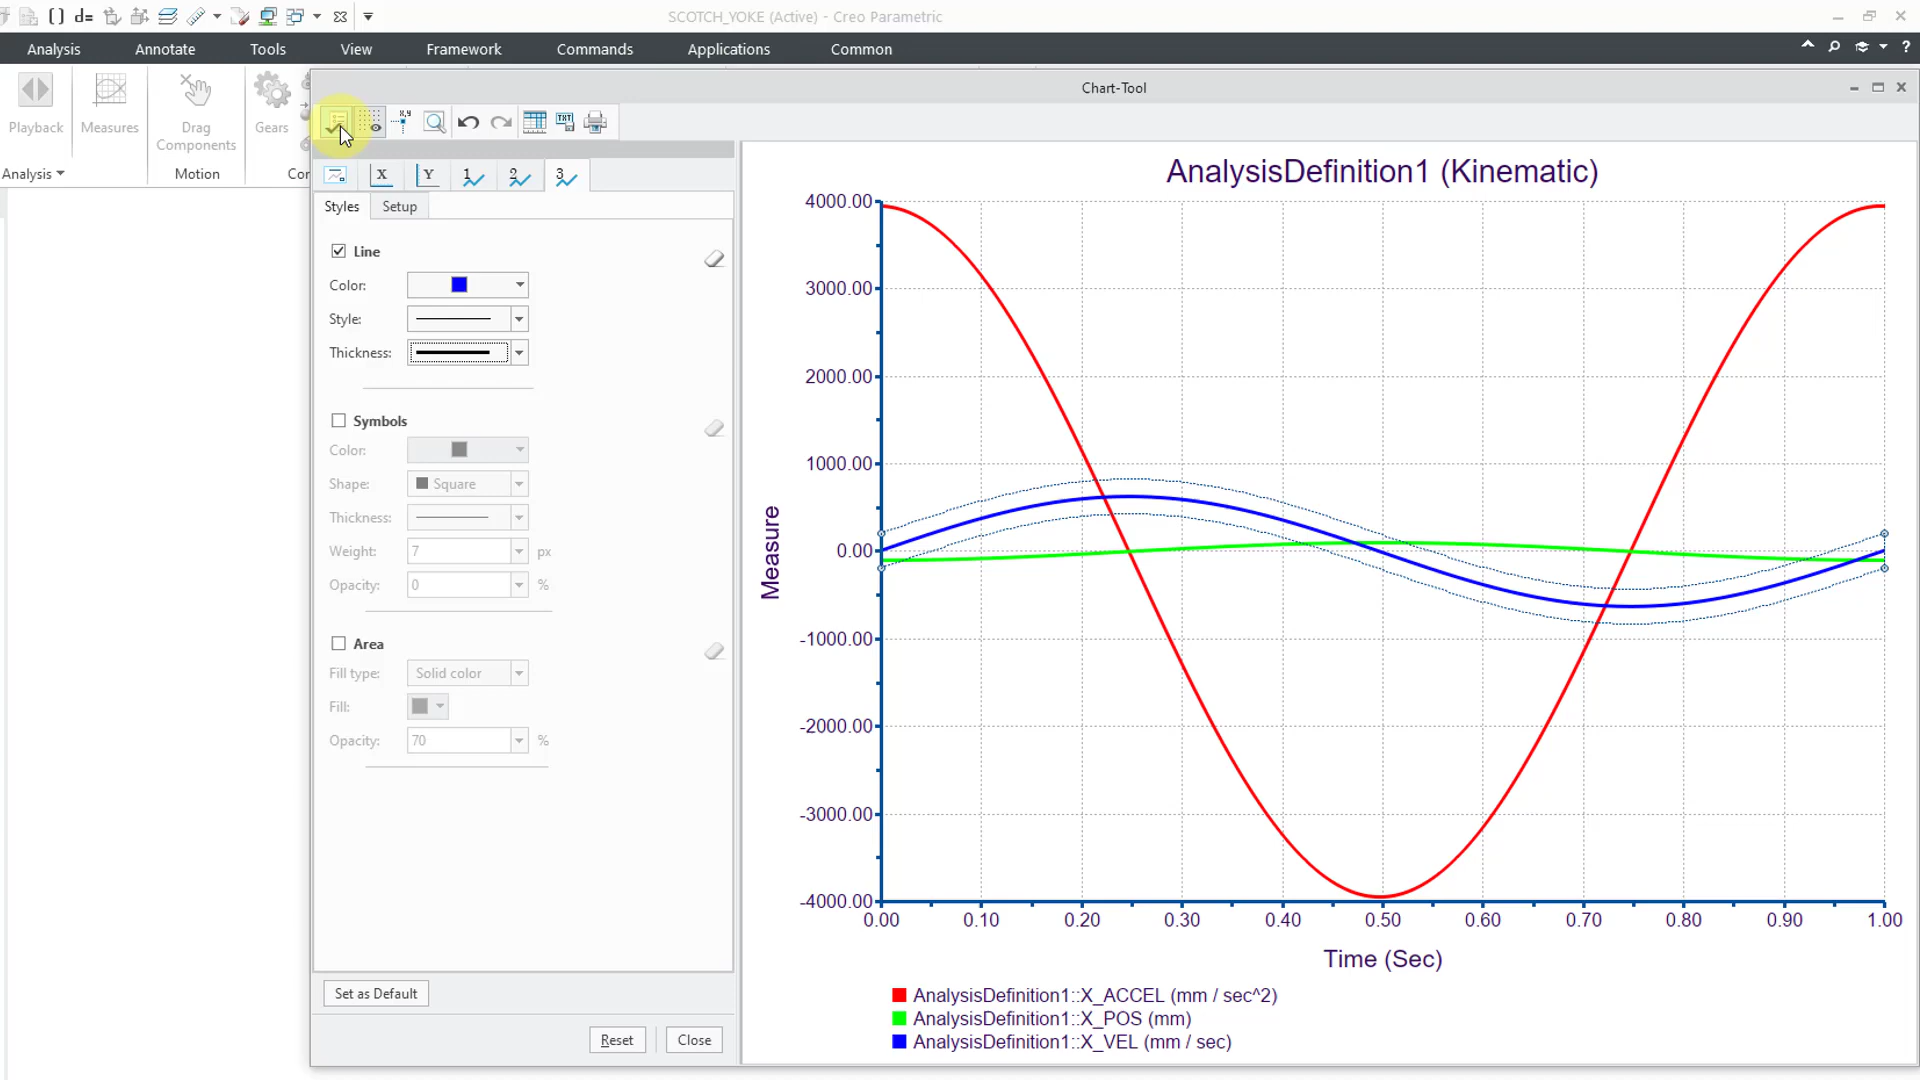 SCOTCH_YOKE (Active) - Creo Parametric
Analysis Annotate Tools View Framework Commands Applications Common
Chart-Tool
Playback Measures Drag Components Gears
Analysis Motion Cor
X Y 1 2 3
Styles Setup
Line
Color:
Style:
Thickness:
Symbols
Color:
Shape: Square
Thickness:
Weight: 7 px
Opacity: 0 %
Area
Fill type: Solid color
Fill:
Opacity: 70 %
Set as Default
Reset Close
AnalysisDefinition1 (Kinematic)
4000.00
3000.00
2000.00
1000.00
0.00
-1000.00
-2000.00
-3000.00
-4000.00
Measure
0.00 0.10 0.20 0.30 0.40 0.50 0.60 0.70 0.80 0.90 1.00
Time (Sec)
AnalysisDefinition1::X_ACCEL (mm / sec^2)
AnalysisDefinition1::X_POS (mm)
AnalysisDefinition1::X_VEL (mm / sec)